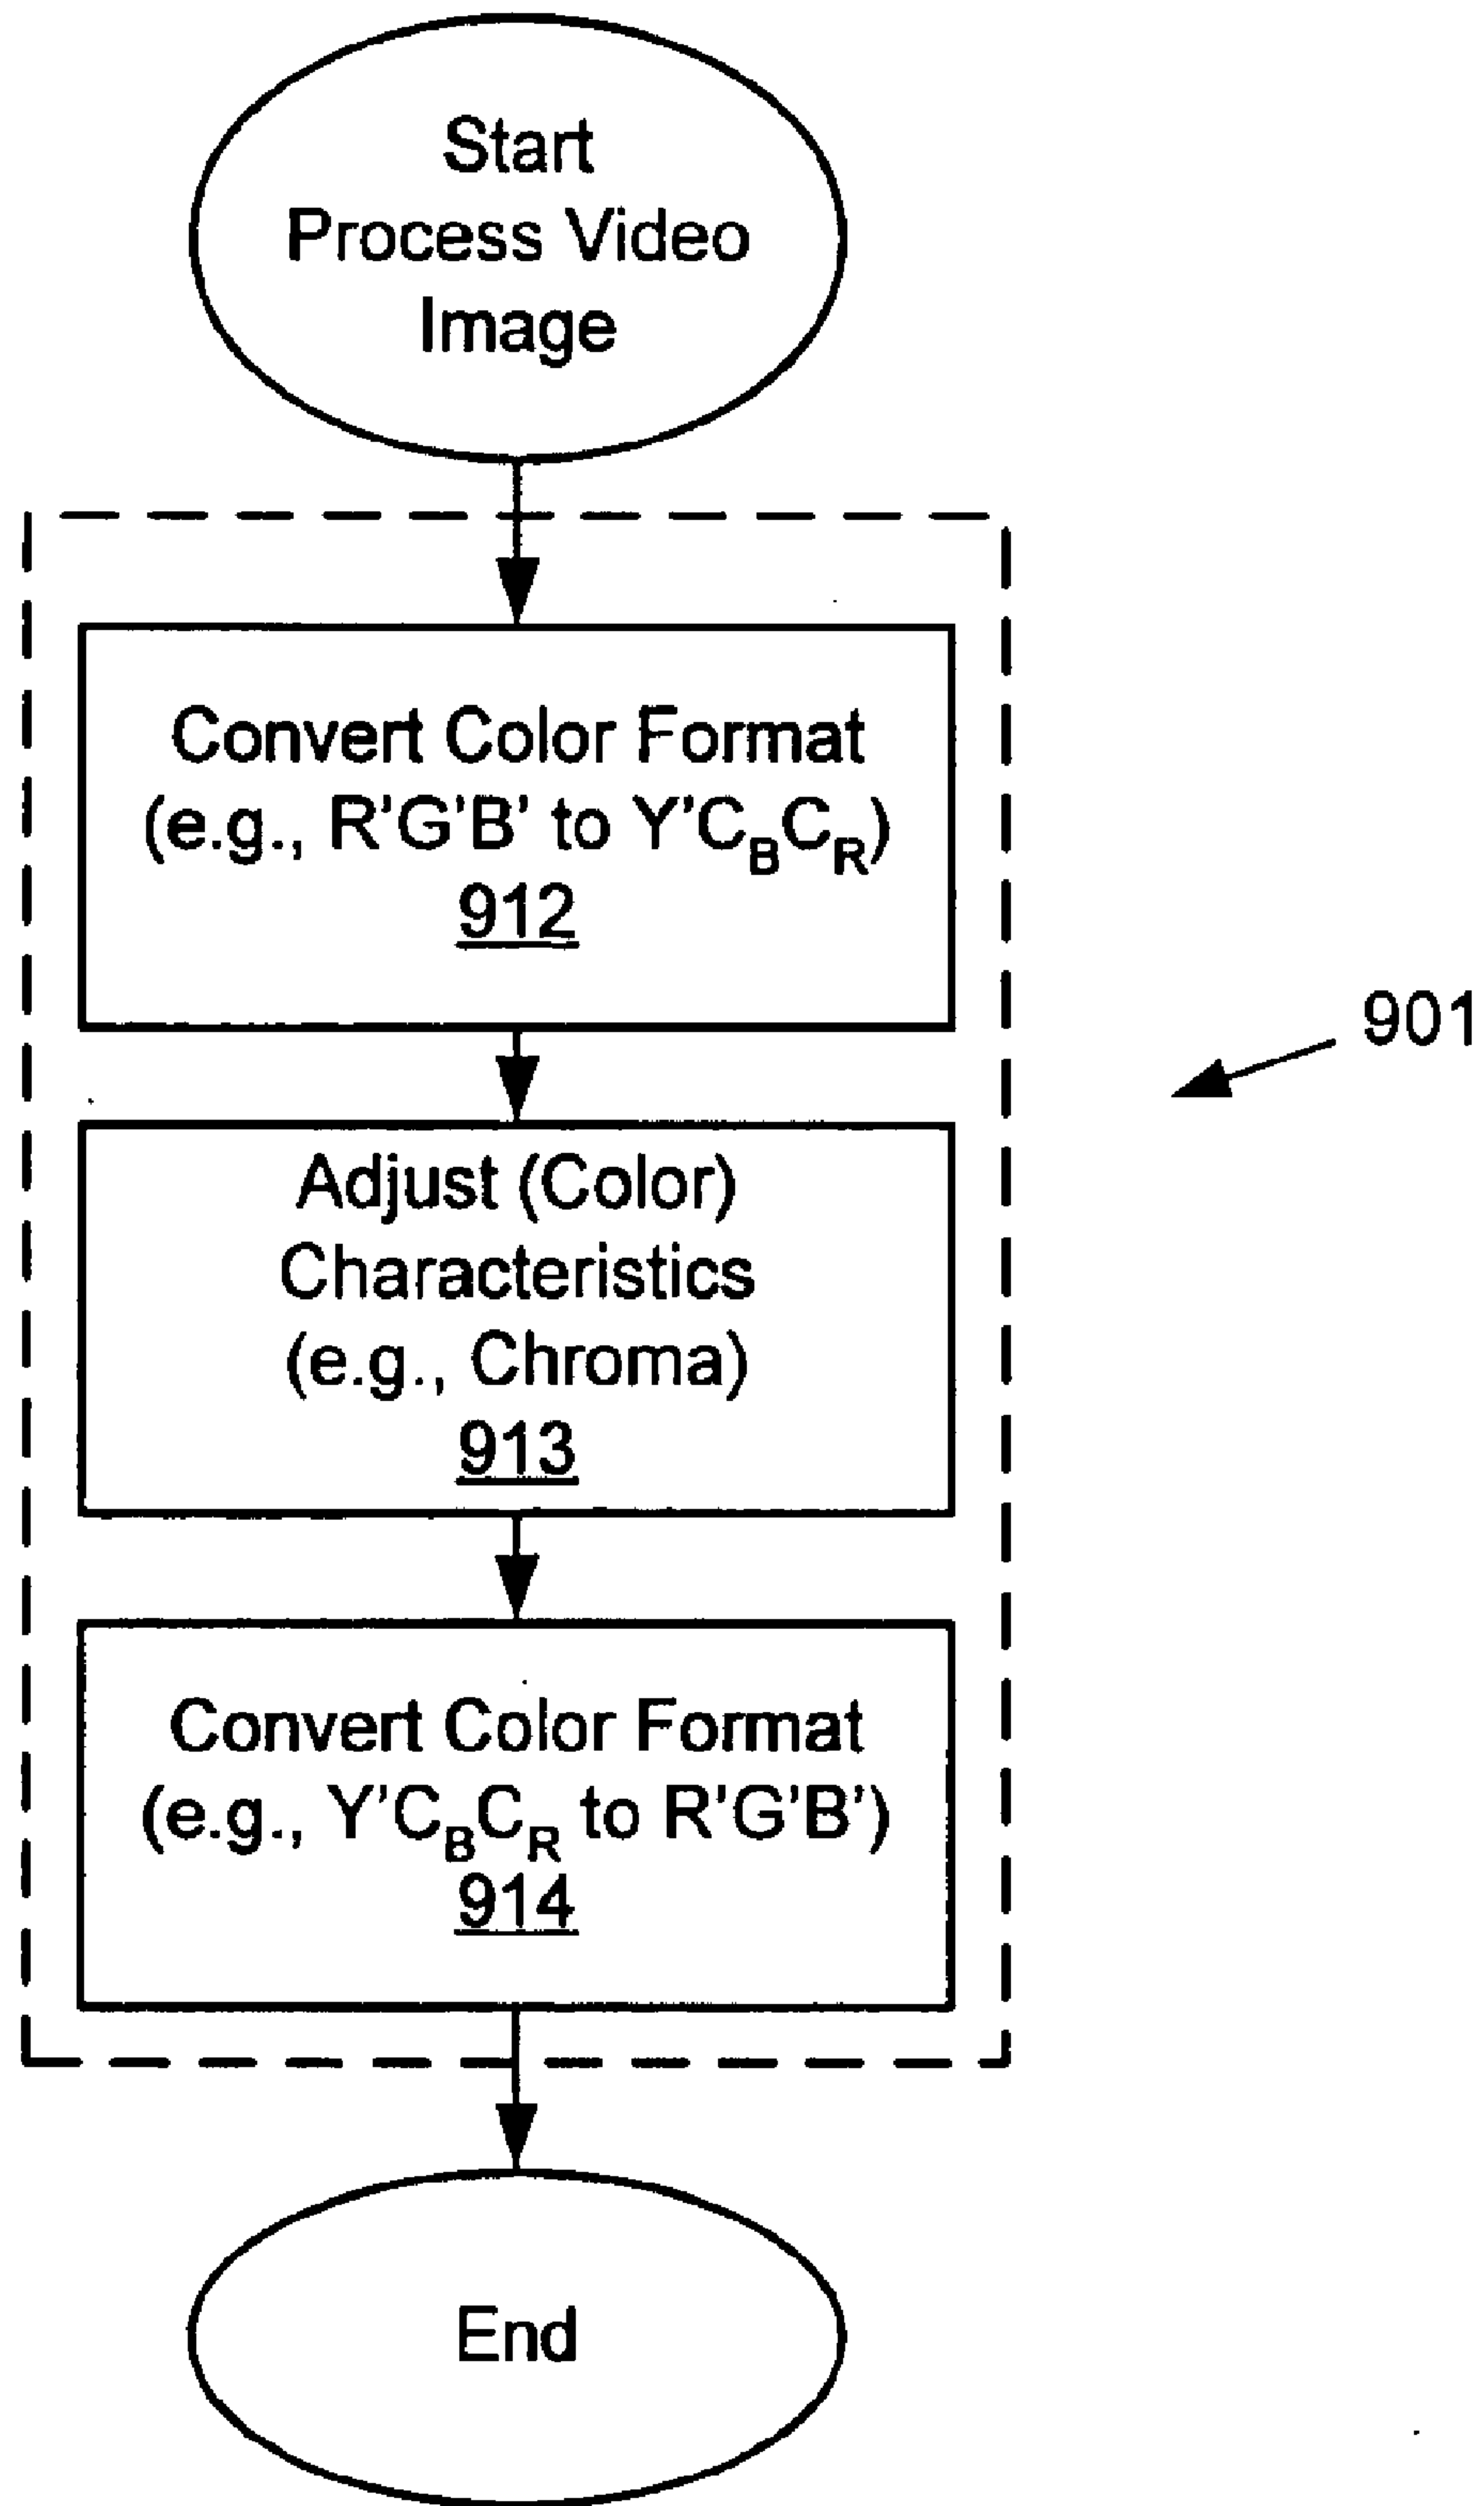 Start
Process Video
Image
Convert Color Format
(e.g., R'G'B' to Y'CBCR)
912
901
Adjust (Color)
Characteristics
(e.g., Chroma)
913
Convert Color Format
(e.g., Y'CBCR to R'G'B')
914
End